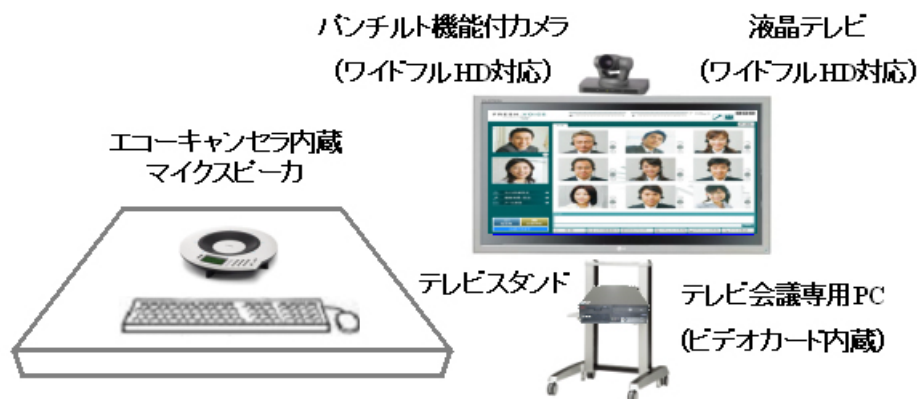 パンチルト機能付カメラ
(ワイドフルHD対応)
液晶テレビ
(ワイドフルHD対応)
エコーキャンセラ内蔵
マイクスピーカ
FRESH VOICE
テレビスタンド
テレビ会議専用PC
(ビデオカード内蔵)